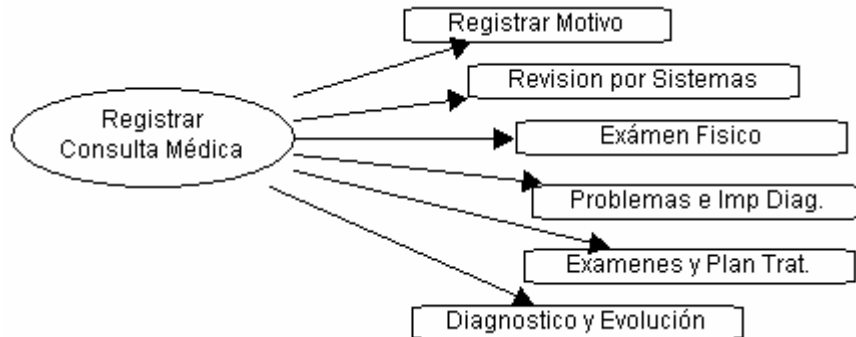 Registrar Motivo
Revision por Sistemas
Registrar
Consulta Médica
Exámen Fisico
Problemas e Imp Diag.
Examenes y Plan Trat.
Diagnostico y Evolución